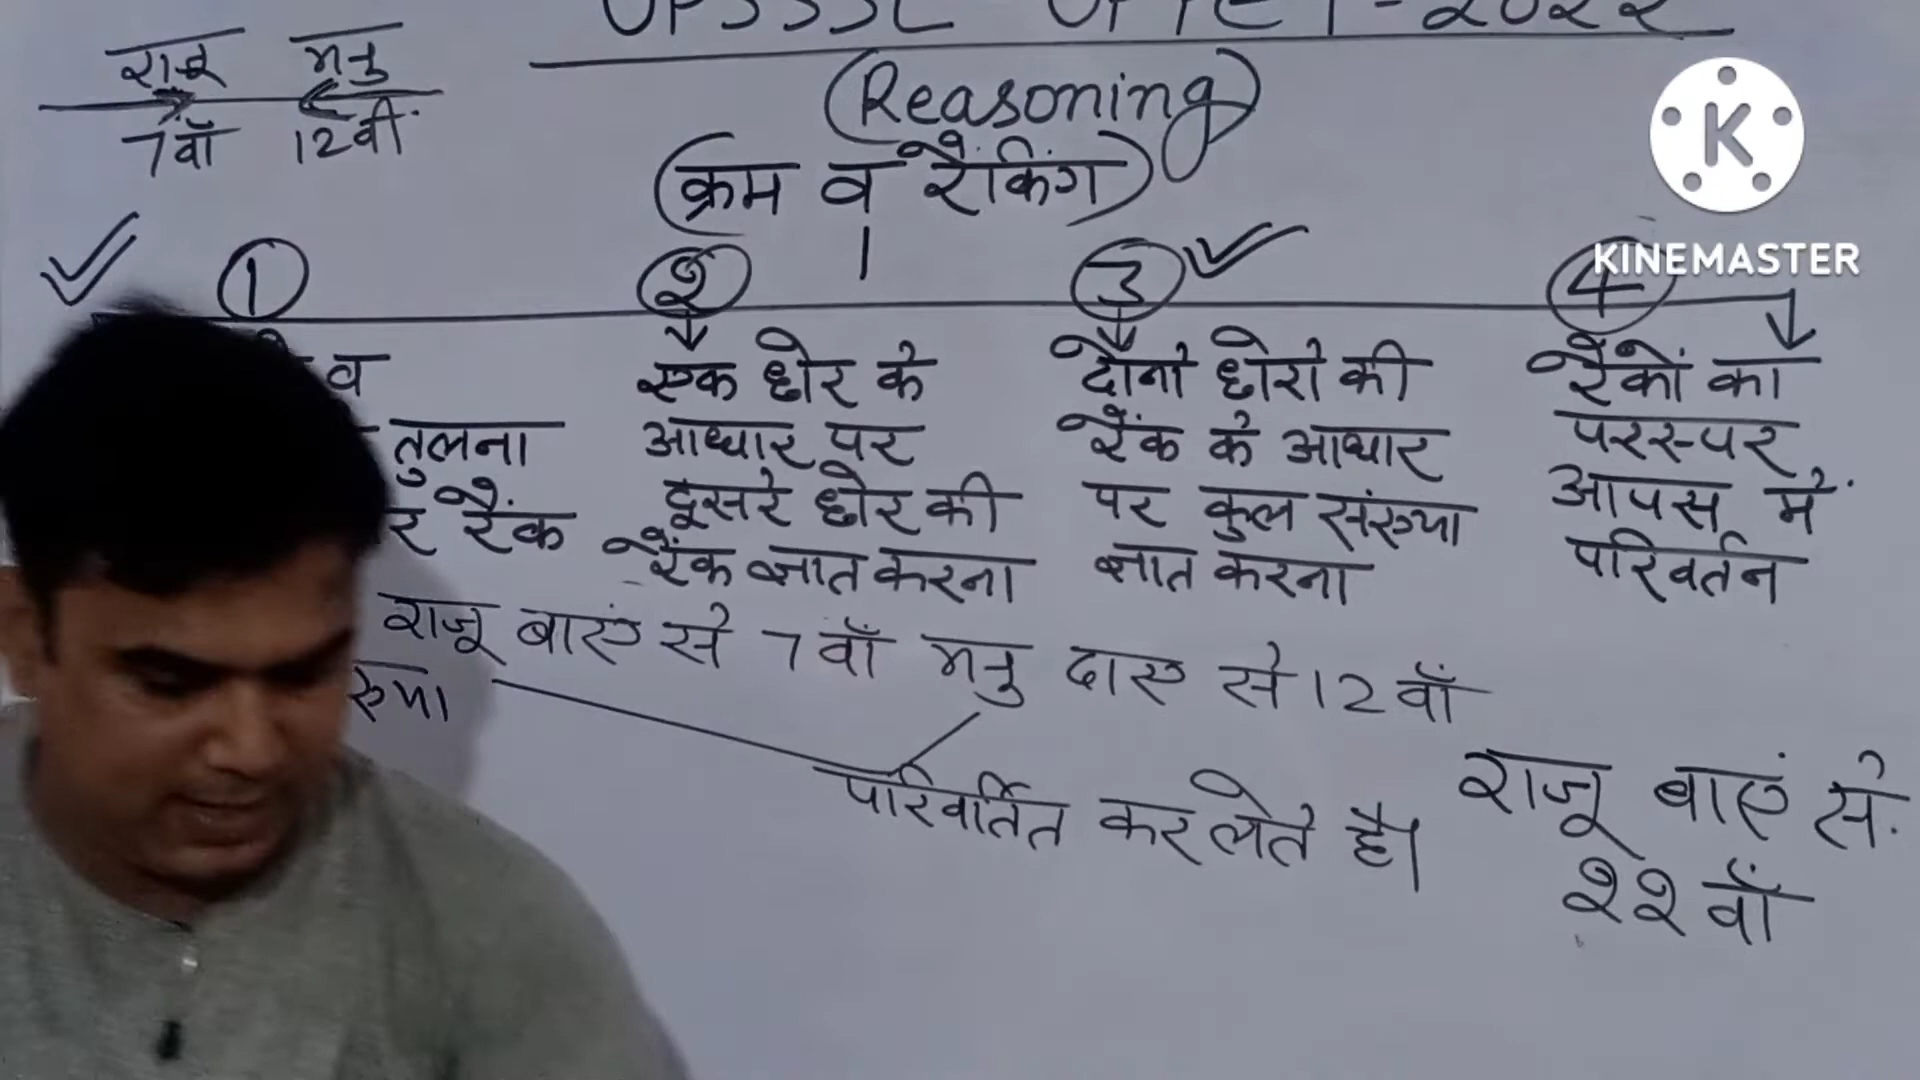 UPSSSC UPPET-2022
राजू मनु
7वाँ 12वाँ
(Reasoning)
(क्रम व रैंकिंग)
K
KINEMASTER
1 2 3 4
व
तुलना
र रैंक
एक छोर के
आधार पर
दूसरे छोर की
रैंक ज्ञात करना
दोनो छोरो की
रैंक के आधार
पर कुल संख्या
ज्ञात करना
रैंकों का
परस्पर
आपस में
परिवर्तन
राजू बाएं से 7वाँ मनु दाए से 12वाँ
ख्या
परिवर्तित कर लेते है।
राजू बाएं से
22वाँ